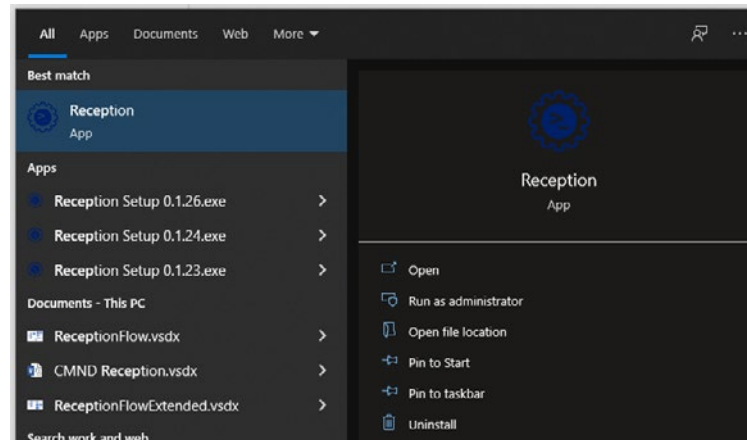 All Apps Documents Web More
Best match
Reception
App
Apps
Reception Setup 0.1.26.exe
Reception Setup 0.1.24.exe
Reception Setup 0.1.23.exe
Documents - This PC
ReceptionFlow.vsdx
CMND Reception.vsdx
ReceptionFlowExtended.vsdx
Search work and web
Reception
App
Open
Run as administrator
Open file location
Pin to Start
Pin to taskbar
Uninstall